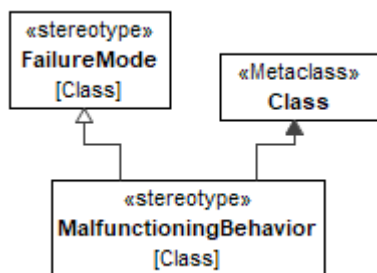 «stereotype»
FailureMode
[Class]
«Metaclass»
Class
«stereotype»
MalfunctioningBehavior
[Class]